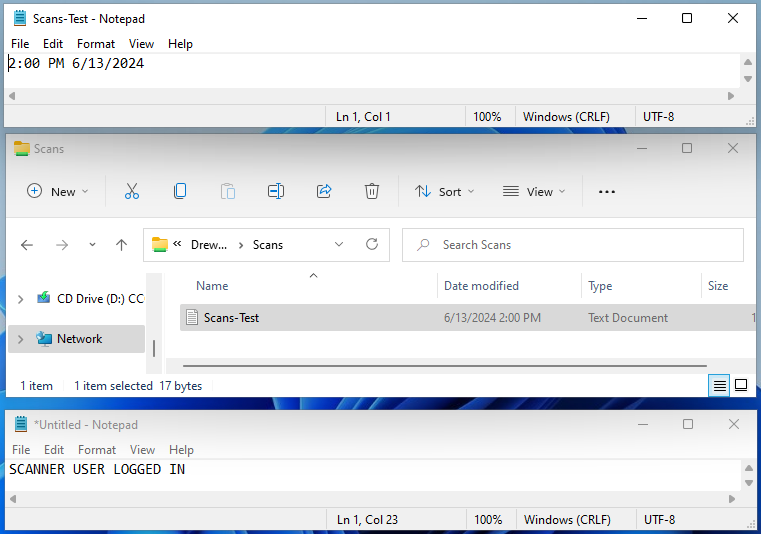 Scans-Test - Notepad
File Edit Format View Help
2:00 PM 6/13/2024
Ln 1, Col 1 100% Windows (CRLF) UTF-8
Scans
New Sort View
Drew... Scans Search Scans
Name Date modified Type Size
CD Drive (D:) CC
Scans-Test 6/13/2024 2:00 PM Text Document 1
Network
1 item 1 item selected 17 bytes
*Untitled - Notepad
File Edit Format View Help
SCANNER USER LOGGED IN
Ln 1, Col 23 100% Windows (CRLF) UTF-8